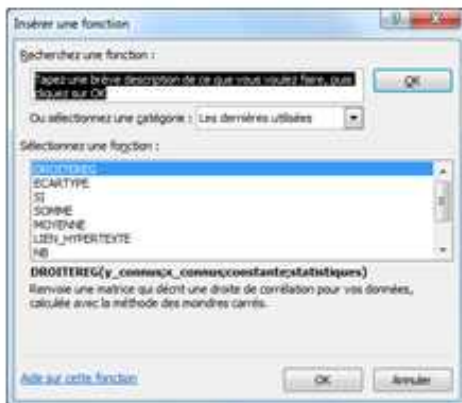 Insérer une fonction
Recherchez une fonction :
Tapez une brève description de ce que vous voulez faire, puis
cliquez sur OK
OK
Ou sélectionnez une catégorie : Les dernières utilisées
Sélectionnez une fonction :
DROITEREG
ECARTYPE
SI
SOMME
MOYENNE
LIEN_HYPERTEXTE
NB
DROITEREG(y_connus;x_connus;constante;statistiques)
Renvoie une matrice qui décrit une droite de corrélation pour vos données,
calculée avec la méthode des moindres carrés.
Aide sur cette fonction
OK
Annuler